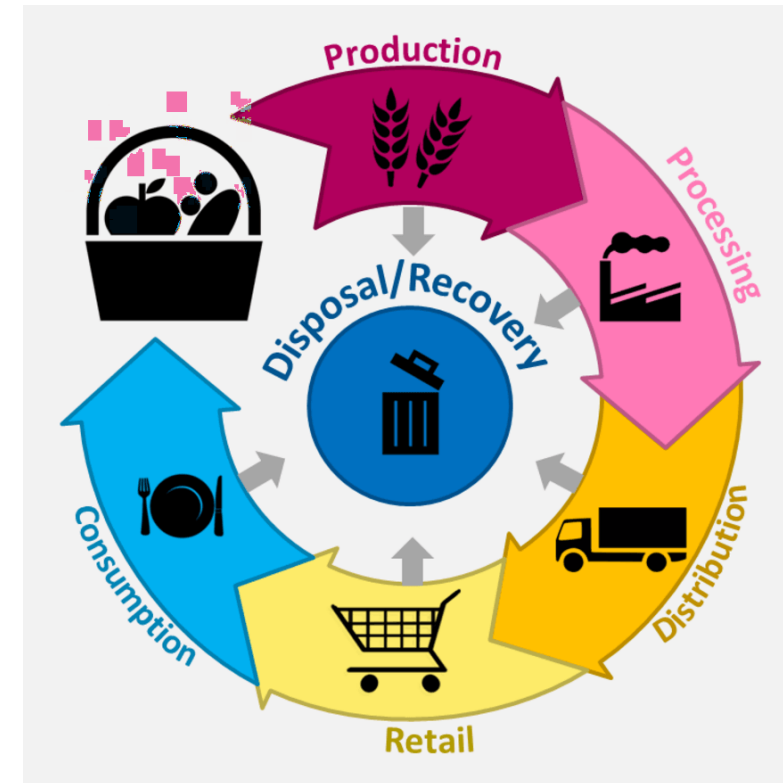 Production
Processing
Disposal/Recovery
Distribution
Consumption
Retail